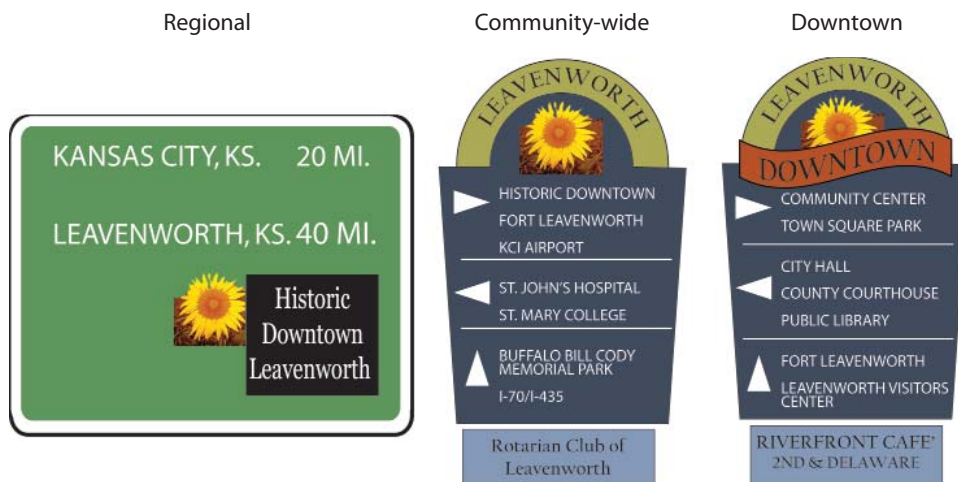 Regional
Community-wide
Downtown
KANSAS CITY, KS. 20 MI.
LEAVENWORTH, KS. 40 MI.
Historic
Downtown
Leavenworth
LEAVENWORTH
HISTORIC DOWNTOWN
FORT LEAVENWORTH
KCI AIRPORT
ST. JOHN'S HOSPITAL
ST. MARY COLLEGE
BUFFALO BILL CODY
MEMORIAL PARK
I-70/I-435
Rotarian Club of
Leavenworth
LEAVENWORTH
DOWNTOWN
COMMUNITY CENTER
TOWN SQUARE PARK
CITY HALL
COUNTY COURTHOUSE
PUBLIC LIBRARY
FORT LEAVENWORTH
LEAVENWORTH VISITORS
CENTER
RIVERFRONT CAFE'
2ND & DELAWARE